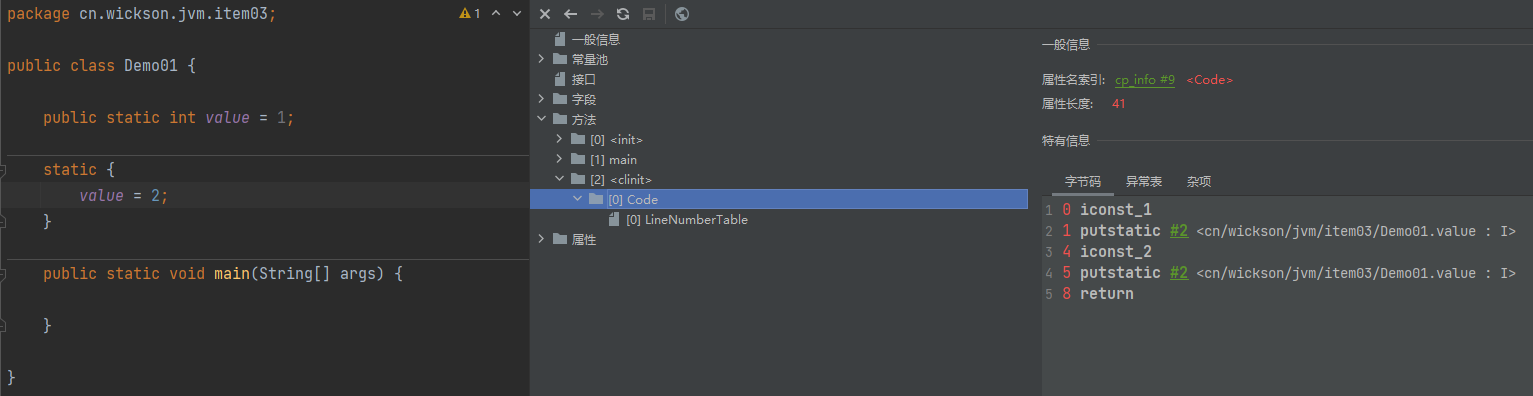 package cn.wickson.jvm.item03;
1
public class Demo01 {
public static int value = 1;
static {
value = 2;
}
public static void main(String[] args) {
}
}
一般信息
常量池
接口
字段
方法
[0] <init>
[1] main
[2] <clinit>
[0] Code
[0] LineNumberTable
属性
一般信息
属性名索引: cp_info #9 <Code>
属性长度: 41
特有信息
字节码 异常表 杂项
1 0 iconst_1
2 1 putstatic #2 <cn/wickson/jvm/item03/Demo01.value : I>
3 4 iconst_2
4 5 putstatic #2 <cn/wickson/jvm/item03/Demo01.value : I>
5 8 return